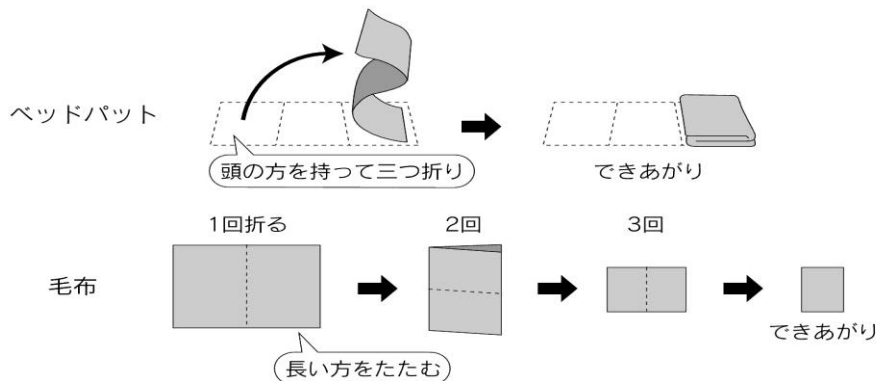 ベッドパット
頭の方を持って三つ折り
できあがり
1回折る
2回
3回
毛布
できあがり
長い方をたたむ